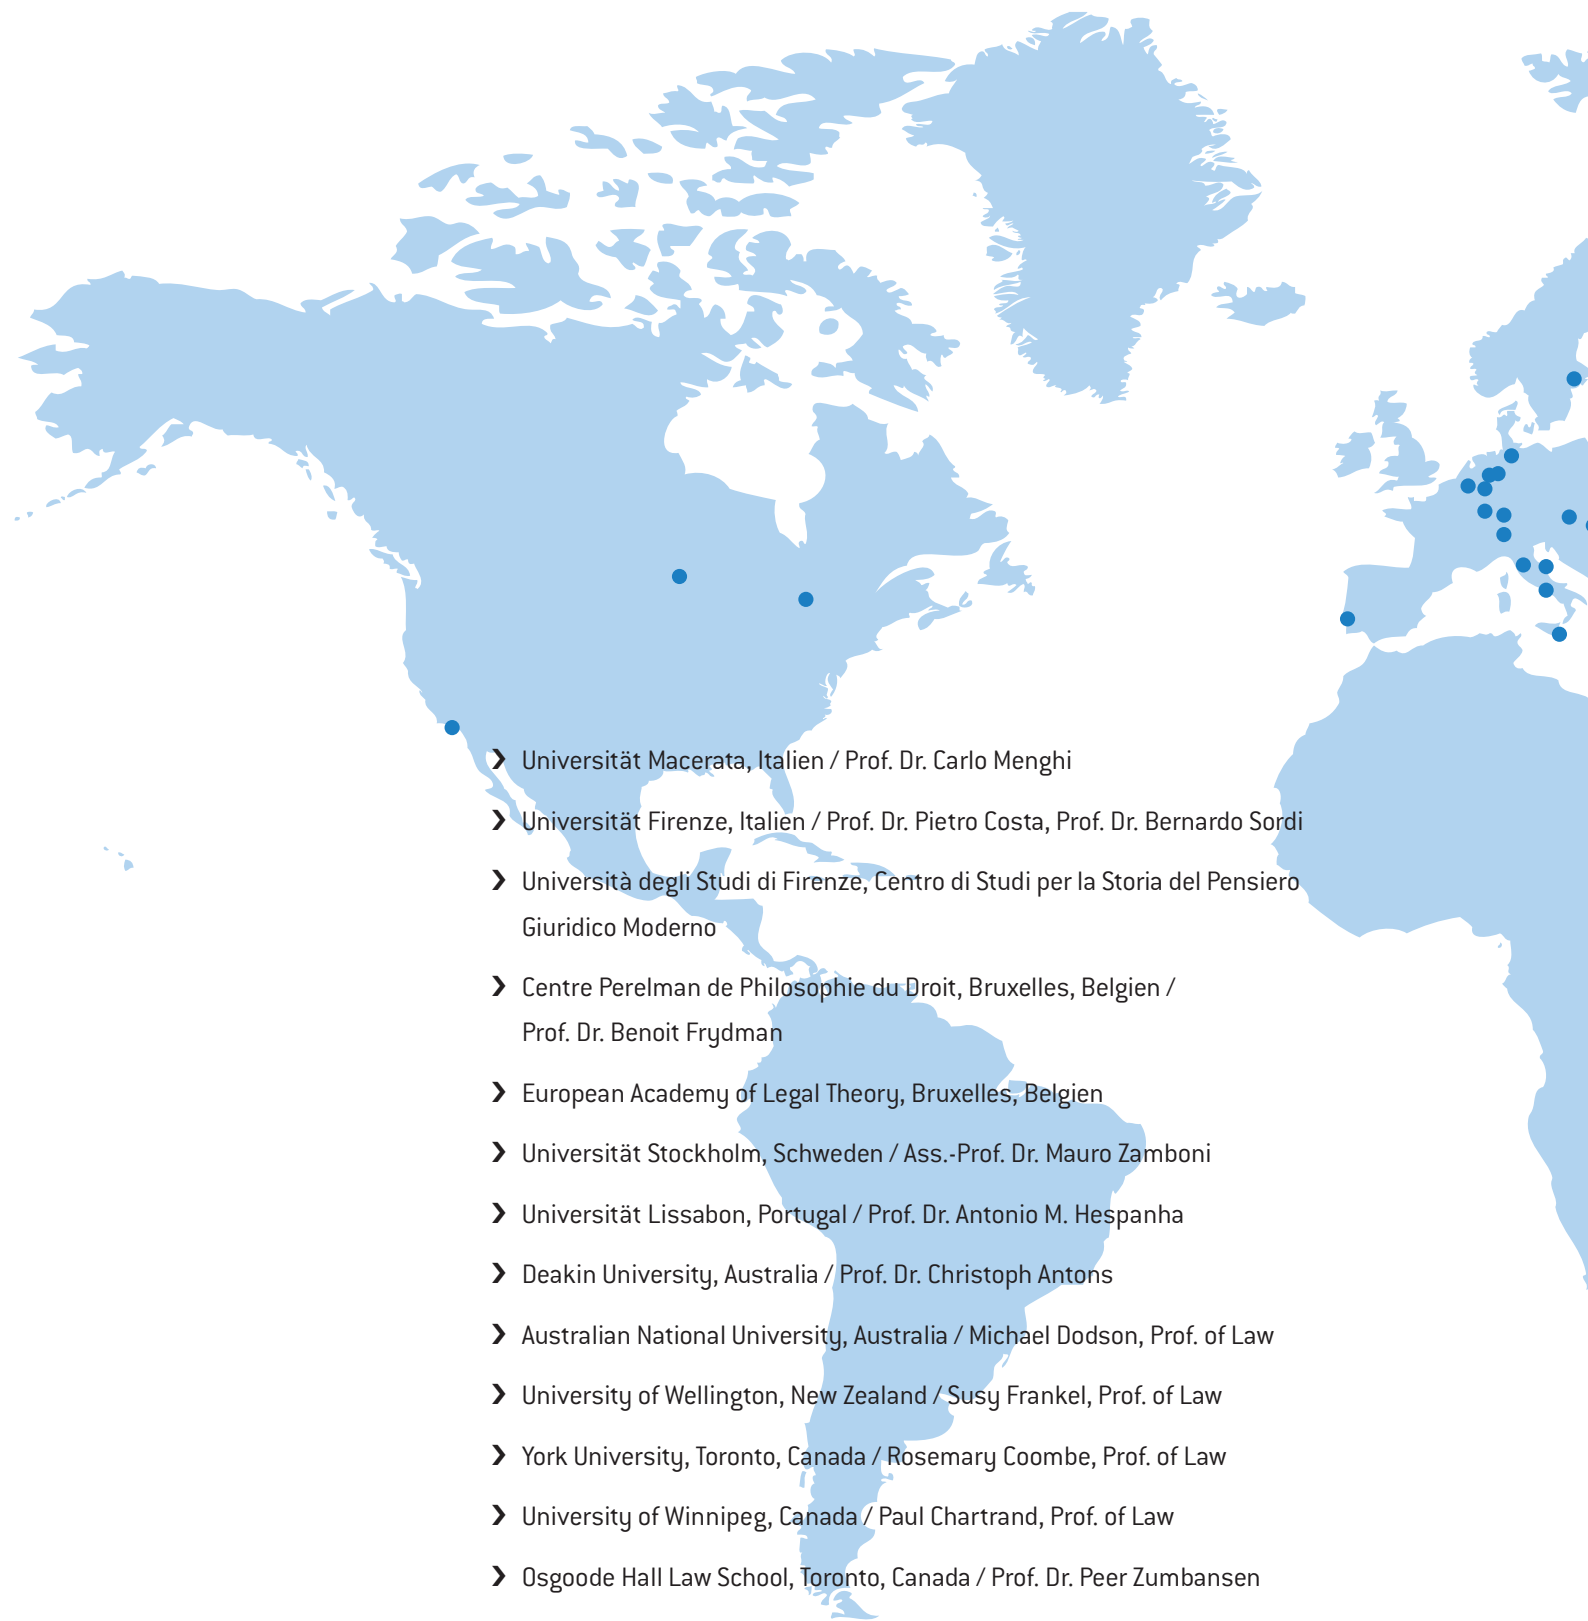 ❯ Universität Macerata, Italien / Prof. Dr. Carlo Menghi
❯ Universität Firenze, Italien / Prof. Dr. Pietro Costa, Prof. Dr. Bernardo Sordi
❯ Università degli Studi di Firenze, Centro di Studi per la Storia del Pensiero
Giuridico Moderno
❯ Centre Perelman de Philosophie du Droit, Bruxelles, Belgien /
Prof. Dr. Benoit Frydman
❯ European Academy of Legal Theory, Bruxelles, Belgien
❯ Universität Stockholm, Schweden / Ass.-Prof. Dr. Mauro Zamboni
❯ Universität Lissabon, Portugal / Prof. Dr. Antonio M. Hespanha
❯ Deakin University, Australia / Prof. Dr. Christoph Antons
❯ Australian National University, Australia / Michael Dodson, Prof. of Law
❯ University of Wellington, New Zealand / Susy Frankel, Prof. of Law
❯ York University, Toronto, Canada / Rosemary Coombe, Prof. of Law
❯ University of Winnipeg, Canada / Paul Chartrand, Prof. of Law
❯ Osgoode Hall Law School, Toronto, Canada / Prof. Dr. Peer Zumbansen